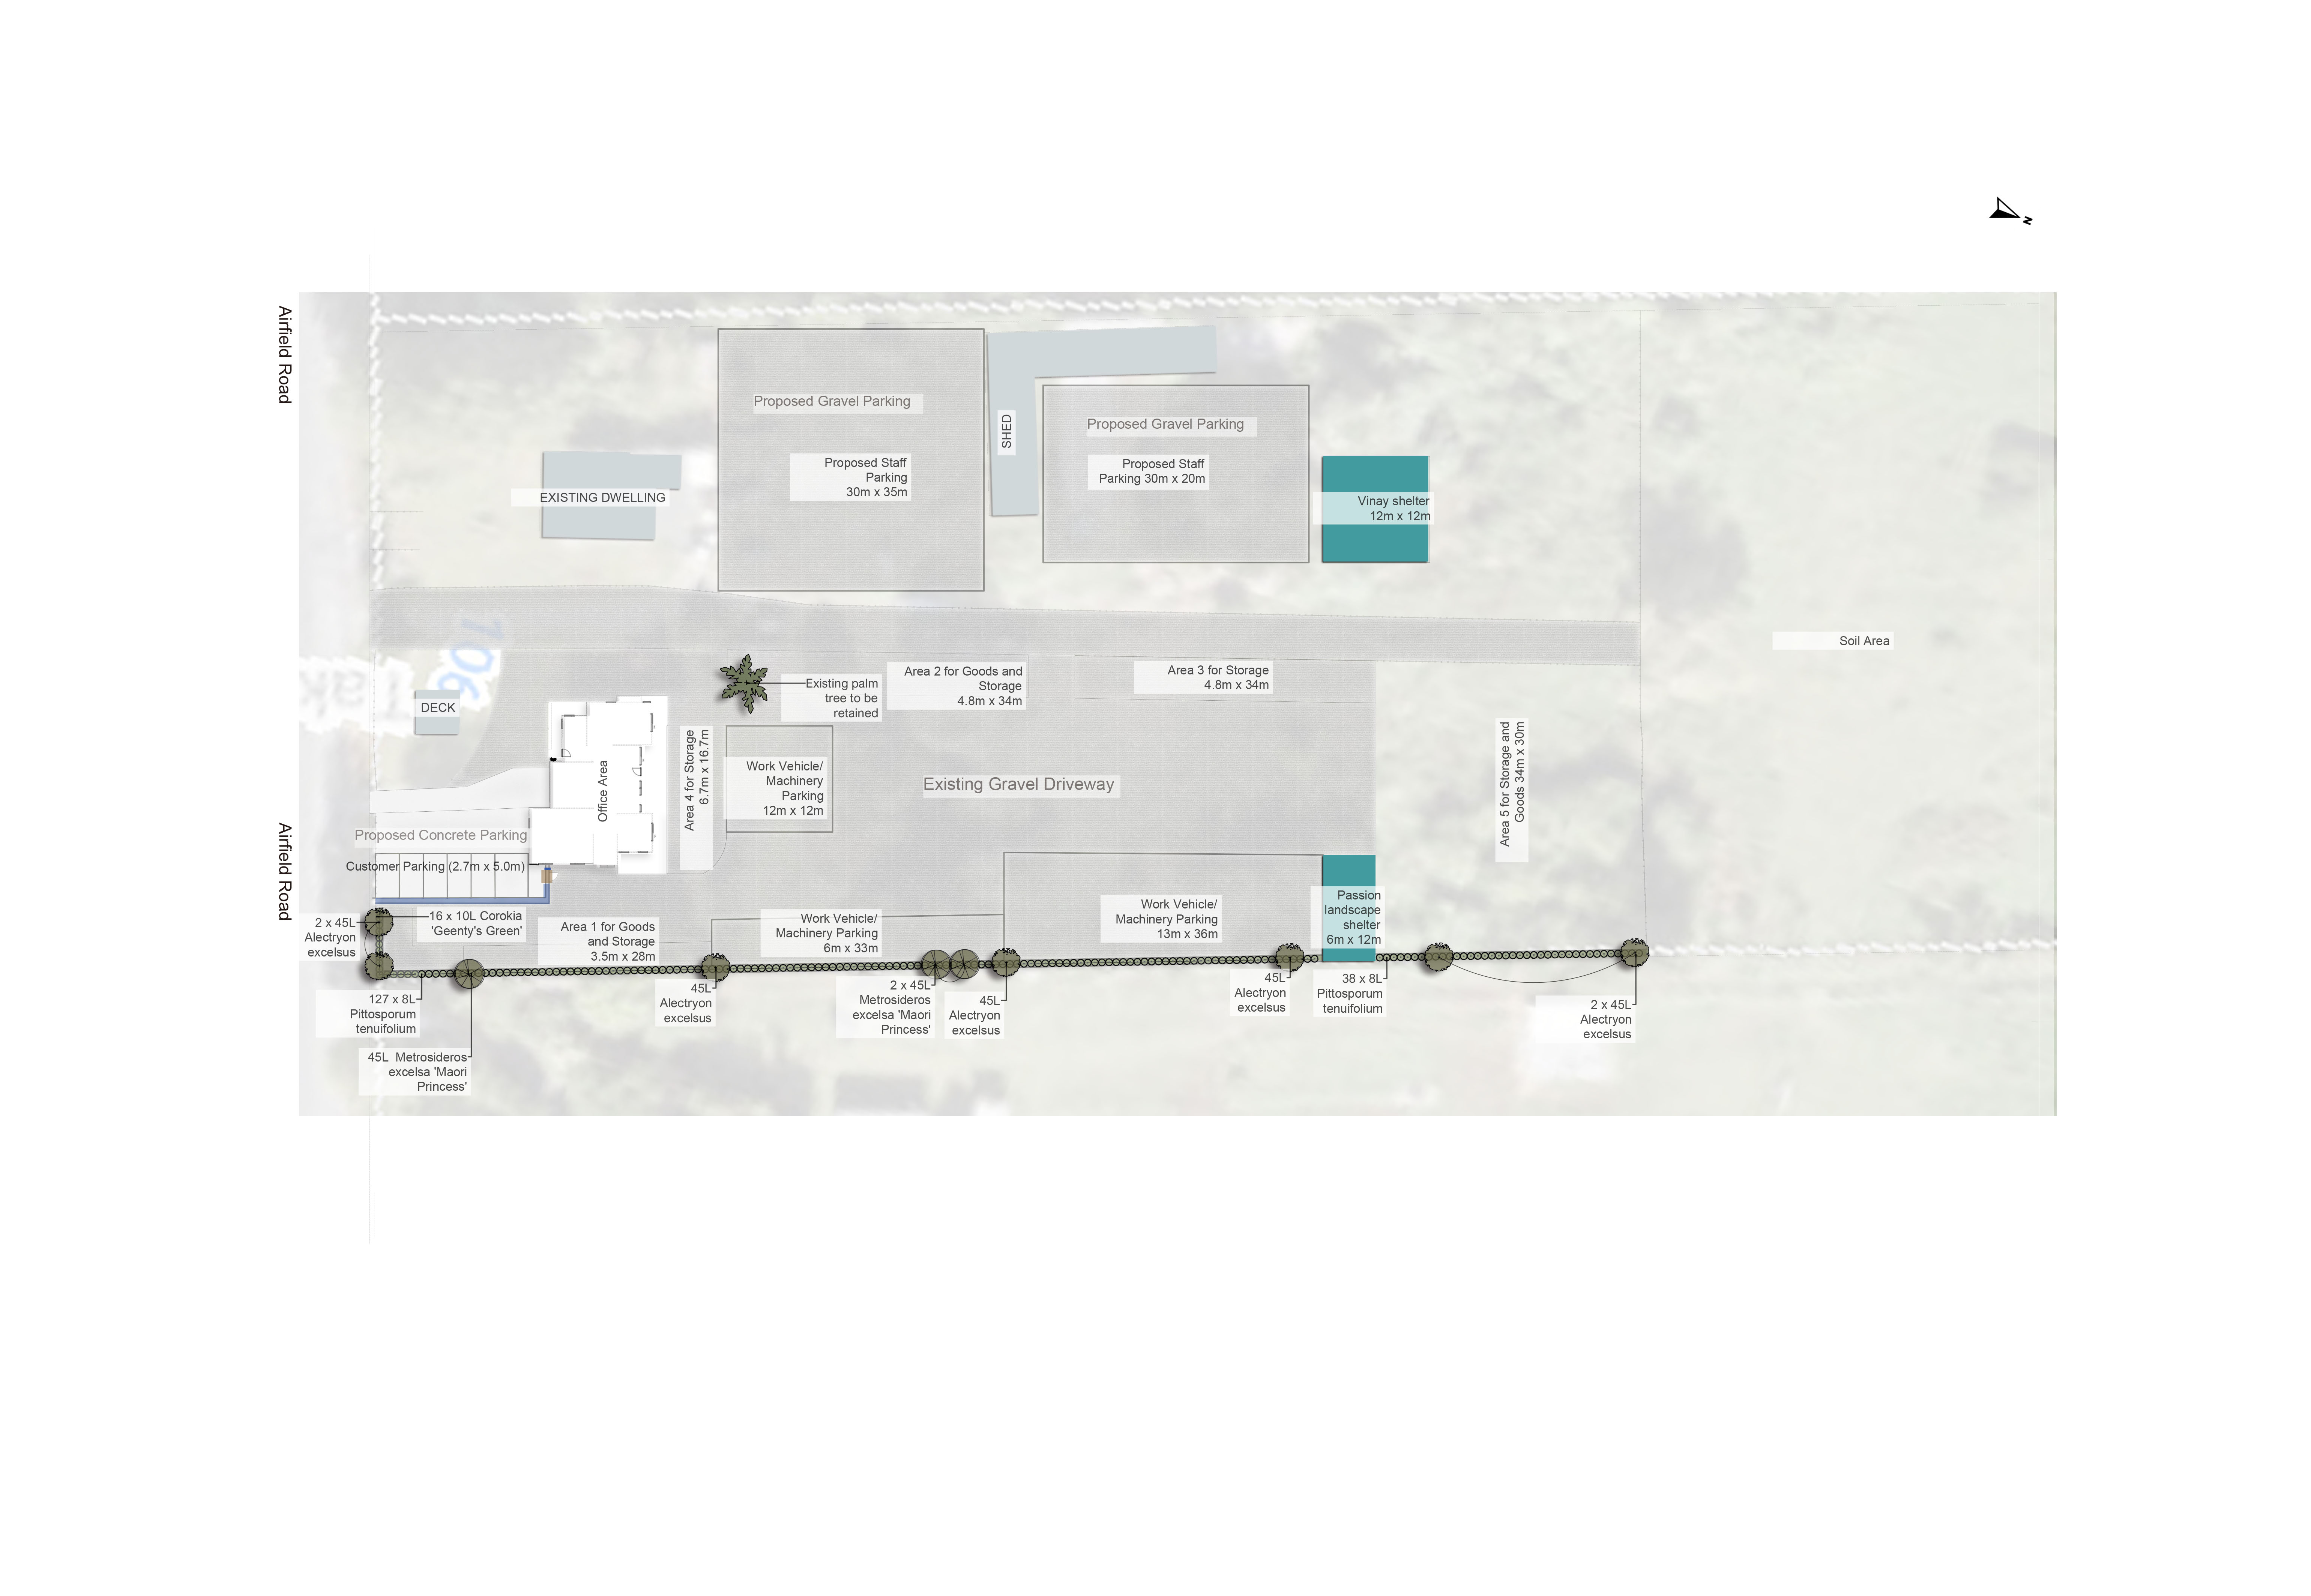 N
Airfield Road
Proposed Gravel Parking
Proposed Staff
Parking
30m x 35m
SHED
Proposed Gravel Parking
Proposed Staff
Parking 30m x 20m
EXISTING DWELLING
Vinay shelter
12m x 12m
106
Soil Area
DECK
Existing palm
tree to be
retained
Area 2 for Goods and
Storage
4.8m x 34m
Area 3 for Storage
4.8m x 34m
Office Area
Area 4 for Storage
6.7m x 16.7m
Work Vehicle/
Machinery
Parking
12m x 12m
Existing Gravel Driveway
Area 5 for Storage and
Goods 34m x 30m
Airfield Road
Proposed Concrete Parking
Customer Parking (2.7m x 5.0m)
2 x 45L
Alectryon
excelsus
16 x 10L Corokia
'Geenty's Green'
Area 1 for Goods
and Storage
3.5m x 28m
Work Vehicle/
Machinery Parking
6m x 33m
Work Vehicle/
Machinery Parking
13m x 36m
Passion
landscape
shelter
6m x 12m
127 x 8L
Pittosporum
tenuifolium
45L Metrosideros
excelsa 'Maori
Princess'
45L
Alectryon
excelsus
2 x 45L
Metrosideros
excelsa 'Maori
Princess'
45L
Alectryon
excelsus
45L
Alectryon
excelsus
38 x 8L
Pittosporum
tenuifolium
2 x 45L
Alectryon
excelsus